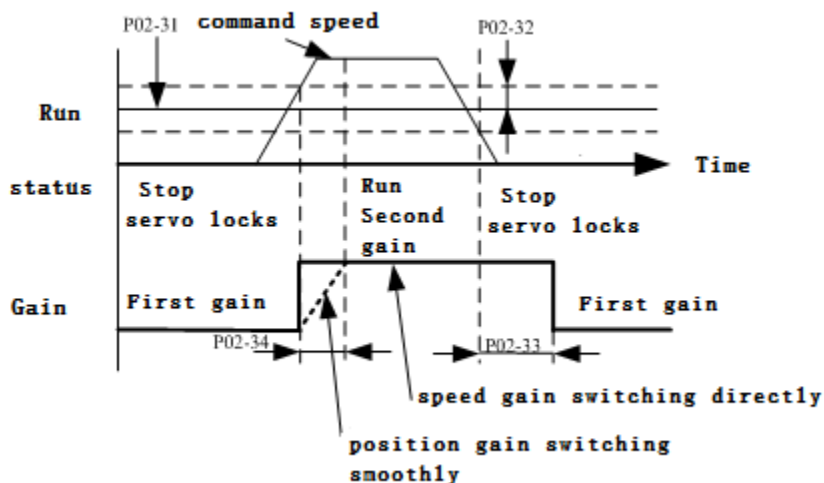 P02-31
command speed
P02-32
Run
Time
status
Stop
servo locks
Run
Second
gain
Stop
servo locks
Gain
First gain
First gain
P02-34
P02-33
speed gain switching directly
position gain switching
smoothly